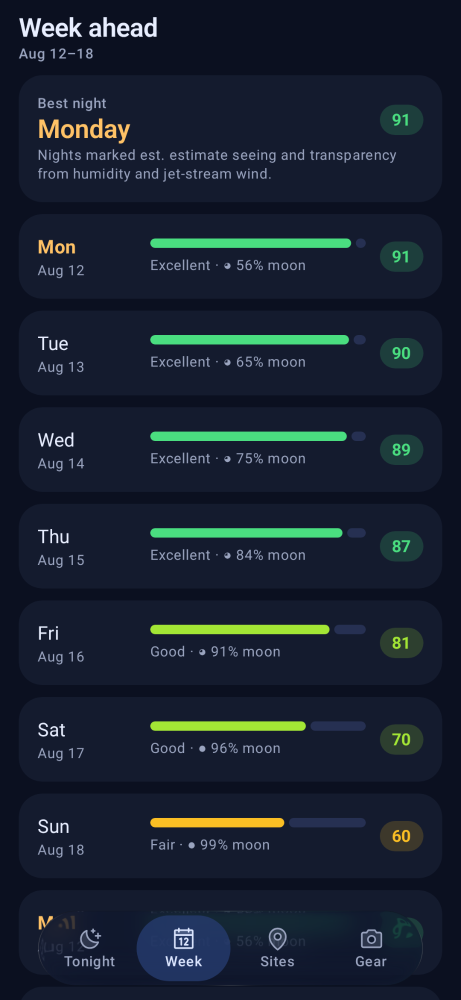 Week ahead
Aug 12–18
Best night
Monday
91
Nights marked est. estimate seeing and transparency
from humidity and jet-stream wind.
Mon
Aug 12
Excellent · 56% moon
91
Tue
Aug 13
Excellent · 65% moon
90
Wed
Aug 14
Excellent · 75% moon
89
Thu
Aug 15
Excellent · 84% moon
87
Fri
Aug 16
Good · 91% moon
81
Sat
Aug 17
Good · 96% moon
70
Sun
Aug 18
Fair · 99% moon
60
56%
12
Tonight
Week
Sites
Gear